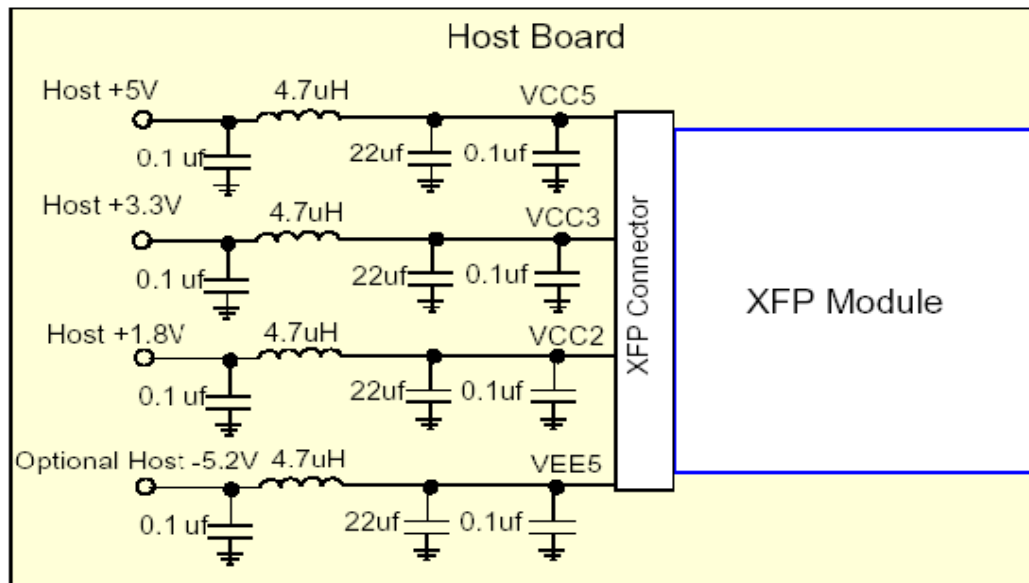 Host Board
Host +5V
4.7uH
VCC5
0.1 uf
22uf
0.1uf
Host +3.3V
4.7uH
VCC3
0.1 uf
22uf
0.1uf
XFP Connector
XFP Module
Host +1.8V
4.7uH
VCC2
0.1 uf
22uf
0.1uf
Optional Host -5.2V
4.7uH
VEE5
0.1 uf
22uf
0.1uf